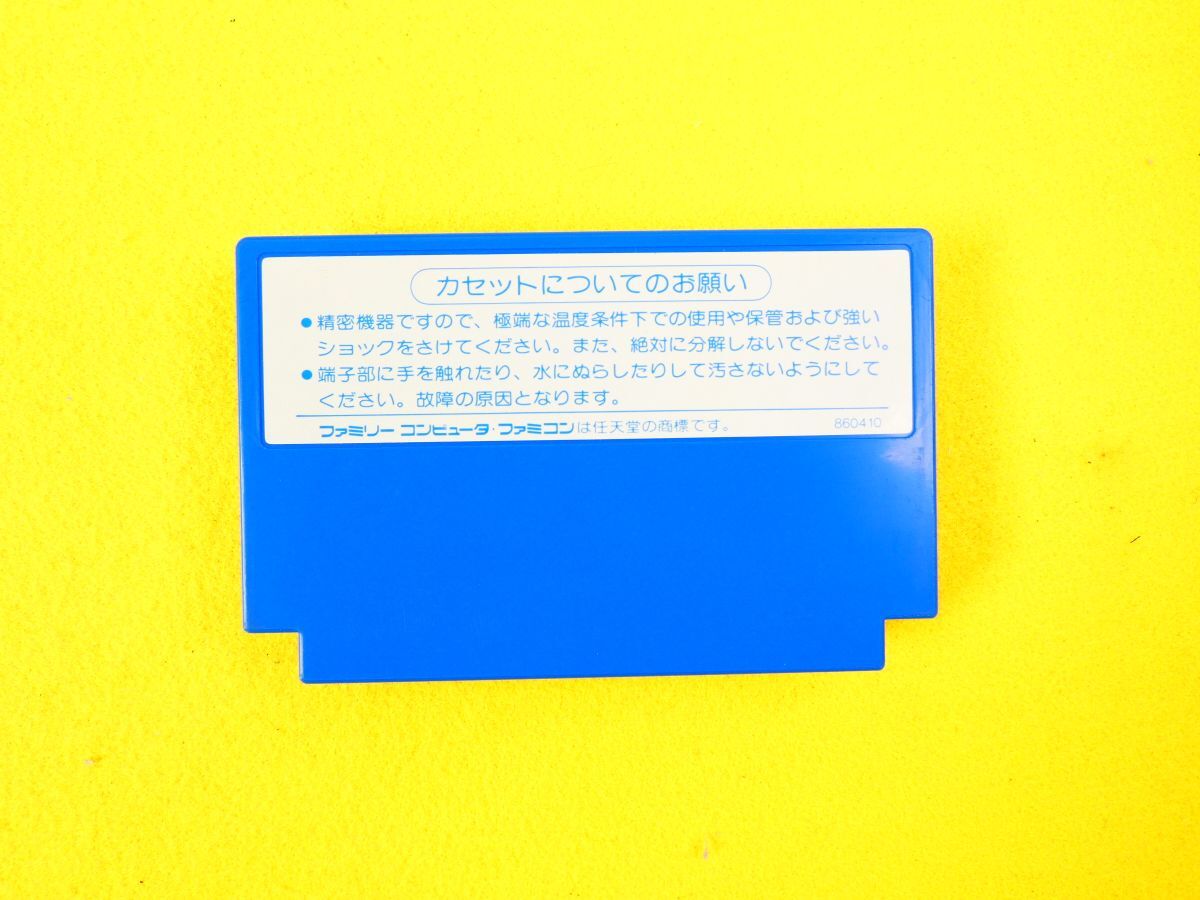 カセットについてのお願い
●精密機器ですので、極端な温度条件下での使用や保管および強い
ショックをさけてください。また、絶対に分解しないでください。
●端子部に手を触れたり、水にぬらしたりして汚さないようにして
ください。故障の原因となります。
ファミリー コンピュータ・ファミコンは任天堂の商標です。 860410